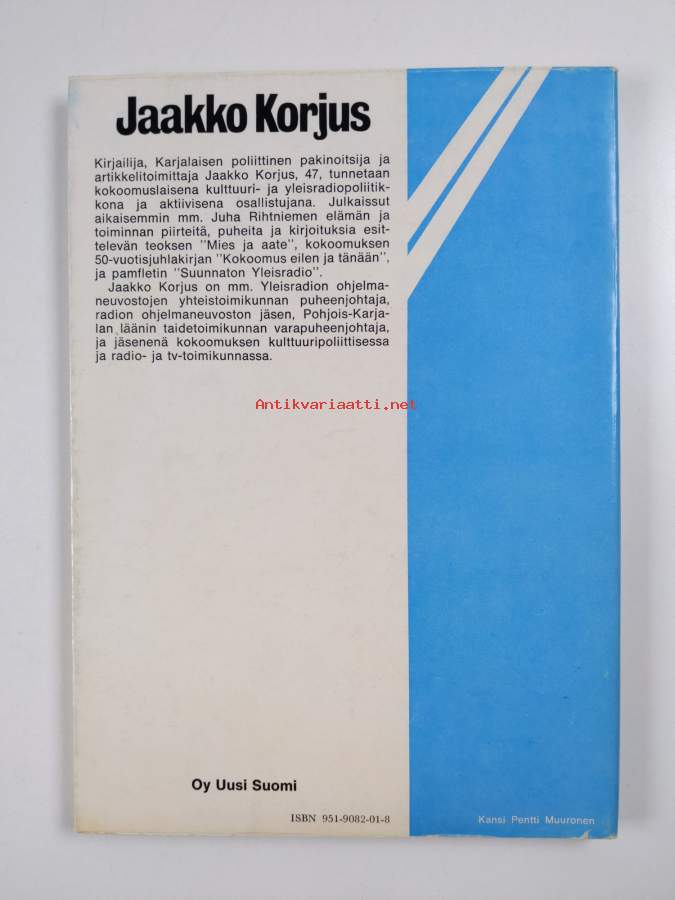 Jaakko Korjus
Kirjailija, Karjalaisen poliittinen pakinoitsija ja
artikkelitoimittaja Jaakko Korjus, 47, tunnetaan
kokoomuslaisena kulttuuri- ja yleisradiopoliitik-
kona ja aktiivisena osallistujana. Julkaissut
aikaisemmin mm. Juha Rihtniemen elämän ja
toiminnan piirteitä, puheita ja kirjoituksia esit-
televän teoksen "Mies ja aate", kokoomuksen
50-vuotisjuhlakirjan "Kokoomus eilen ja tänään",
ja pamfletin "Suunnaton Yleisradio".
Jaakko Korjus on mm. Yleisradion ohjelma-
neuvostojen yhteistoimikunnan puheenjohtaja,
radion ohjelmaneuvoston jäsen, Pohjois-Karja-
lan läänin taidetoimikunnan varapuheenjohtaja,
ja jäsenenä kokoomuksen kulttuuripoliittisessa
ja radio- ja tv-toimikunnassa.
Antikvariaatti.net
Oy Uusi Suomi
ISBN 951-9082-01-8
Kansi Pentti Muuronen